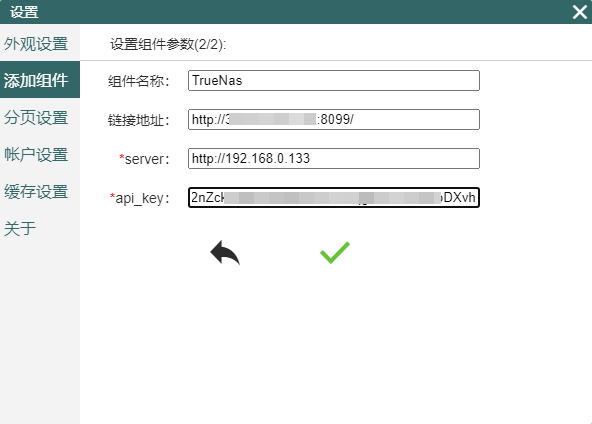 设置
外观设置
添加组件
分页设置
帐户设置
缓存设置
关于
设置组件参数(2/2):
组件名称： TrueNas
链接地址： http://3 :8099/
*server： http://192.168.0.133
*api_key： 2nZck DXvh